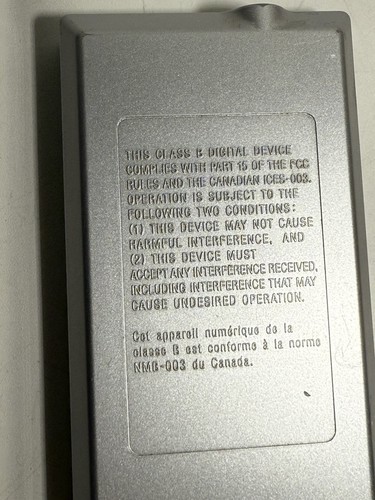 THIS CLASS B DIGITAL DEVICE
COMPLIES WITH PART 15 OF THE FCC
RULES AND THE CANADIAN ICES-003.
OPERATION IS SUBJECT TO THE
FOLLOWING TWO CONDITIONS:
(1) THIS DEVICE MAY NOT CAUSE
HARMFUL INTERFERENCE, AND
(2) THIS DEVICE MUST
ACCEPT ANY INTERFERENCE RECEIVED,
INCLUDING INTERFERENCE THAT MAY
CAUSE UNDESIRED OPERATION.
Cet appareil numérique de la
classe B est conforme à la norme
NMB-003 du Canada.